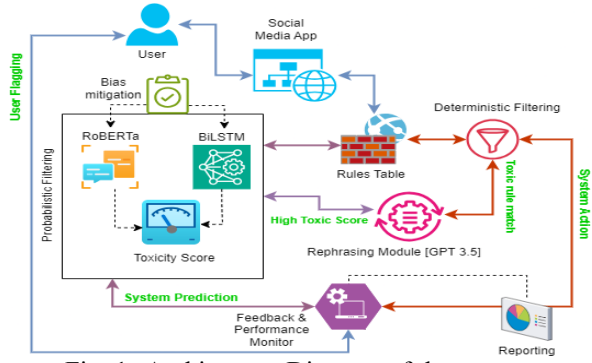 User
Social
Media App
User Flagging
Bias
mitigation
RoBERTa
BiLSTM
Probabilistic Filtering
Toxicity Score
Rules Table
Deterministic Filtering
Toxic rule
match
System Action
High Toxic Score
Rephrasing Module [GPT 3.5]
System Prediction
Feedback &
Performance
Monitor
Reporting